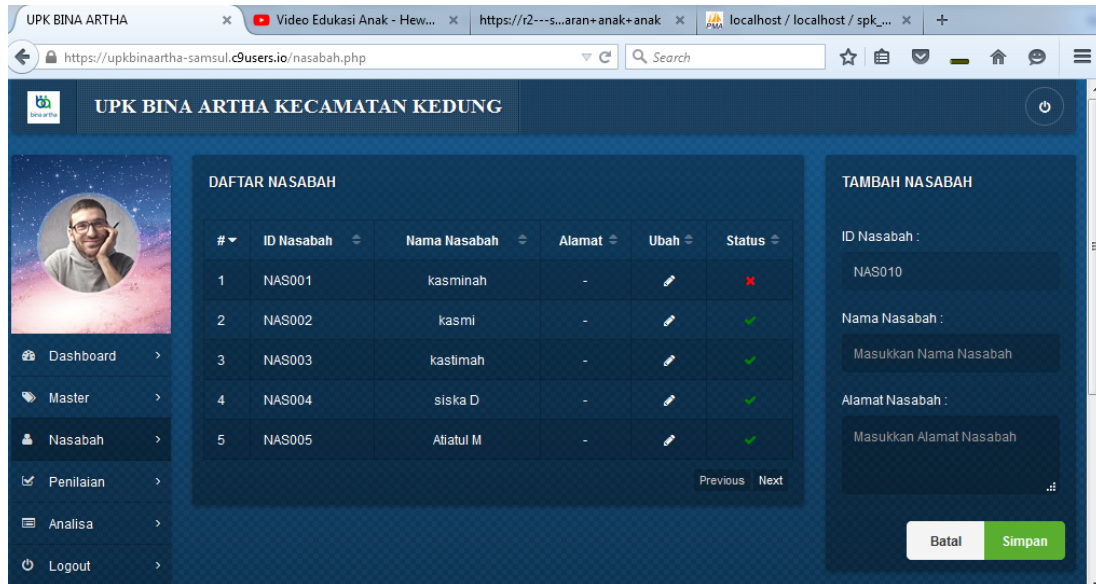 UPK BINA ARTHA
Video Edukasi Anak - Hew...
https://r2---s...aran+anak+anak
localhost / localhost / spk_...
https://upkbinaartha-samsul.c9users.io/nasabah.php
Search
bina artha
UPK BINA ARTHA KECAMATAN KEDUNG
DAFTAR NASABAH
# ID Nasabah Nama Nasabah Alamat Ubah Status
1 NAS001 kasminah -
2 NAS002 kasmi -
3 NAS003 kastimah -
4 NAS004 siska D -
5 NAS005 Atiatul M -
Previous Next
Dashboard
Master
Nasabah
Penilaian
Analisa
Logout
TAMBAH NASABAH
ID Nasabah :
NAS010
Nama Nasabah :
Masukkan Nama Nasabah
Alamat Nasabah :
Masukkan Alamat Nasabah
Batal Simpan